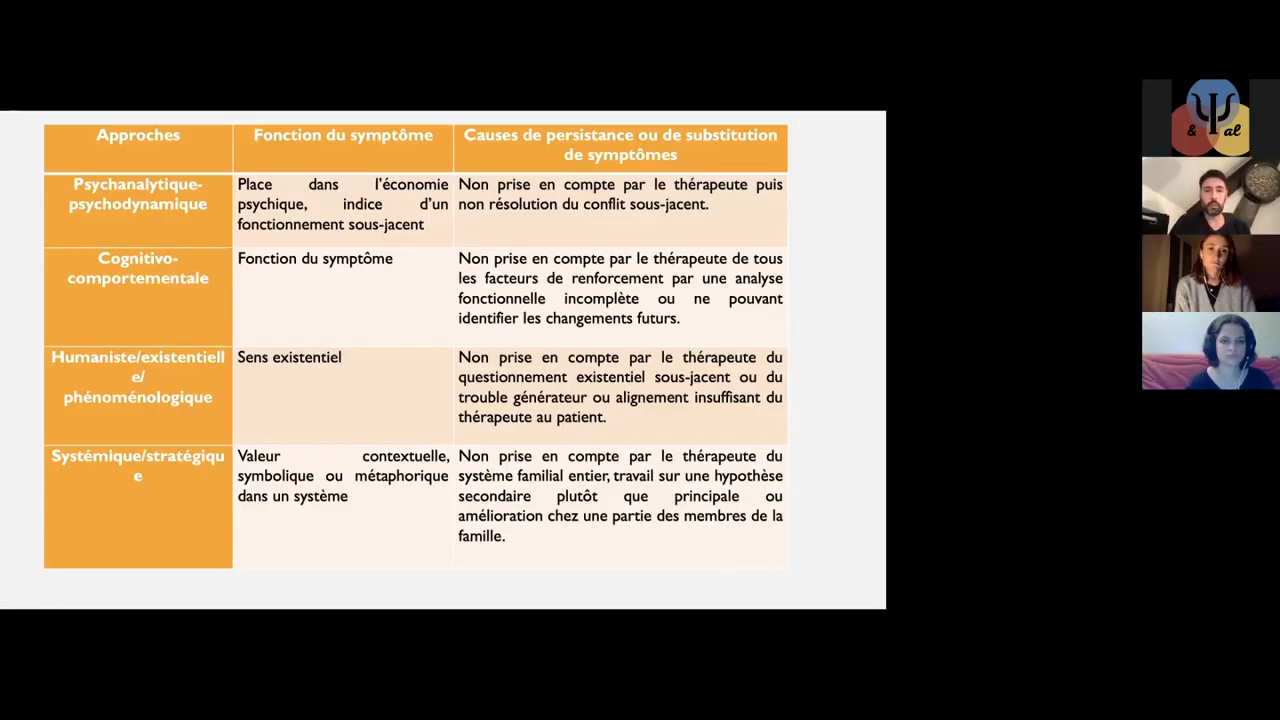 Approches
Fonction du symptôme
Causes de persistance ou de substitution
de symptômes
Psychanalytique-
psychodynamique
Place dans l'économie
psychique, indice d'un
fonctionnement sous-jacent
Non prise en compte par le thérapeute puis
non résolution du conflit sous-jacent.
Cognitivo-
comportementale
Fonction du symptôme
Non prise en compte par le thérapeute de tous
les facteurs de renforcement par une analyse
fonctionnelle incomplète ou ne pouvant
identifier les changements futurs.
Humaniste/existentiell
e/
phénoménologique
Sens existentiel
Non prise en compte par le thérapeute du
questionnement existentiel sous-jacent ou du
trouble générateur ou alignement insuffisant du
thérapeute au patient.
Systémique/stratégiqu
e
Valeur contextuelle,
symbolique ou métaphorique
dans un système
Non prise en compte par le thérapeute du
système familial entier, travail sur une hypothèse
secondaire plutôt que principale ou
amélioration chez une partie des membres de la
famille.
Ψ
& al